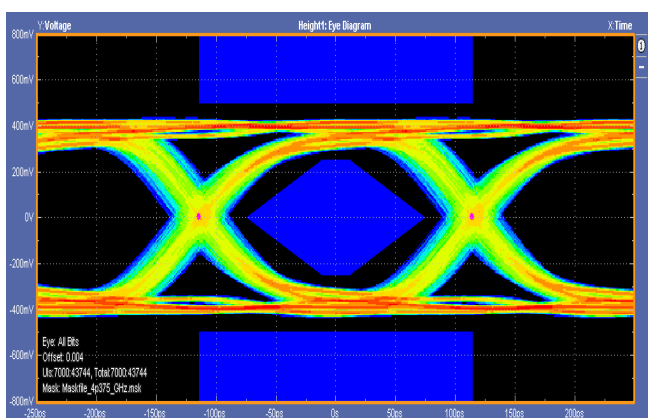 Y:Voltage Height1: Eye Diagram X:Time
800mV
600mV
400mV
200mV
0V
-200mV
-400mV
-600mV
-800mV
Eye: All Bits
Offset: 0.004
UIs:7000:43744, Total:7000:43744
Mask: Maskfile_4p375_GHz.msk
-250ps -200ps -150ps -100ps -50ps 0s 50ps 100ps 150ps 200ps